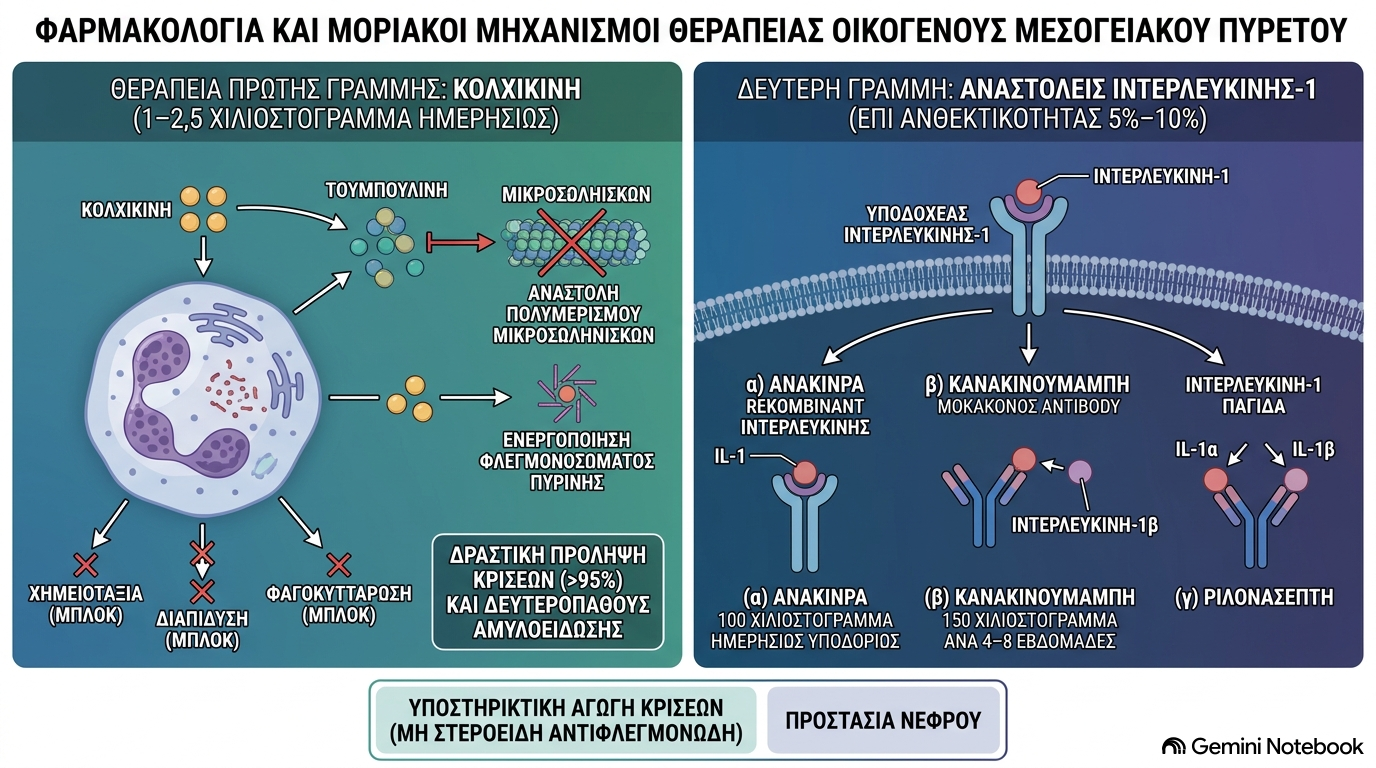 ΦΑΡΜΑΚΟΛΟΓΙΑ ΚΑΙ ΜΟΡΙΑΚΟΙ ΜΗΧΑΝΙΣΜΟΙ ΘΕΡΑΠΕΙΑΣ ΟΙΚΟΓΕΝΟΥΣ ΜΕΣΟΓΕΙΑΚΟΥ ΠΥΡΕΤΟΥ
ΘΕΡΑΠΕΙΑ ΠΡΩΤΗΣ ΓΡΑΜΜΗΣ: ΚΟΛΧΙΚΙΝΗ
(1–2,5 ΧΙΛΙΟΣΤΟΓΡΑΜΜΑ ΗΜΕΡΗΣΙΩΣ)
ΚΟΛΧΙΚΙΝΗ
ΤΟΥΜΠΟΥΛΙΝΗ
ΜΙΚΡΟΣΩΛΗΙΣΚΩΝ
ΑΝΑΣΤΟΛΗ
ΠΟΛΥΜΕΡΙΣΜΟΥ
ΜΙΚΡΟΣΩΛΗΝΙΣΚΩΝ
ΕΝΕΡΓΟΠΟΙΗΣΗ
ΦΛΕΓΜΟΝΟΣΩΜΑΤΟΣ
ΠΥΡΙΝΗΣ
ΧΗΜΕΙΟΤΑΞΙΑ
(ΜΠΛΟΚ)
ΔΙΑΠΙΔΥΣΗ
(ΜΠΛΟΚ)
ΦΑΓΟΚΥΤΤΑΡΩΣΗ
(ΜΠΛΟΚ)
ΔΡΑΣΤΙΚΗ ΠΡΟΛΗΨΗ
ΚΡΙΣΕΩΝ (>95%)
ΚΑΙ ΔΕΥΤΕΡΟΠΑΘΟΥΣ
ΑΜΥΛΟΕΙΔΩΣΗΣ
ΔΕΥΤΕΡΗ ΓΡΑΜΜΗ: ΑΝΑΣΤΟΛΕΙΣ ΙΝΤΕΡΛΕΥΚΙΝΗΣ-1
(ΕΠΙ ΑΝΘΕΚΤΙΚΟΤΗΤΑΣ 5%–10%)
ΙΝΤΕΡΛΕΥΚΙΝΗ-1
ΥΠΟΔΟΧΕΑΣ
ΙΝΤΕΡΛΕΥΚΙΝΗΣ-1
α) ΑΝΑΚΙΝΡΑ
REKOMBINANT
ΙΝΤΕΡΛΕΥΚΙΝΗΣ
IL-1
(α) ΑΝΑΚΙΝΡΑ
100 ΧΙΛΙΟΣΤΟΓΡΑΜΜΑ
ΗΜΕΡΗΣΙΩΣ ΥΠΟΔΟΡΙΩΣ
β) ΚΑΝΑΚΙΝΟΥΜΑΜΠΗ
ΜΟΚΑΚΟΝΟΣ ANTIBODY
ΙΝΤΕΡΛΕΥΚΙΝΗ-1β
(β) ΚΑΝΑΚΙΝΟΥΜΑΜΠΗ
150 ΧΙΛΙΟΣΤΟΓΡΑΜΜΑ
ΑΝΑ 4–8 ΕΒΔΟΜΑΔΕΣ
ΙΝΤΕΡΛΕΥΚΙΝΗ-1
ΠΑΓΙΔΑ
IL-1α
IL-1β
(γ) ΡΙΛΟΝΑΣΕΠΤΗ
ΥΠΟΣΤΗΡΙΚΤΙΚΗ ΑΓΩΓΗ ΚΡΙΣΕΩΝ
(ΜΗ ΣΤΕΡΟΕΙΔΗ ΑΝΤΙΦΛΕΓΜΟΝΩΔΗ)
ΠΡΟΣΤΑΣΙΑ ΝΕΦΡΟΥ
Gemini Notebook